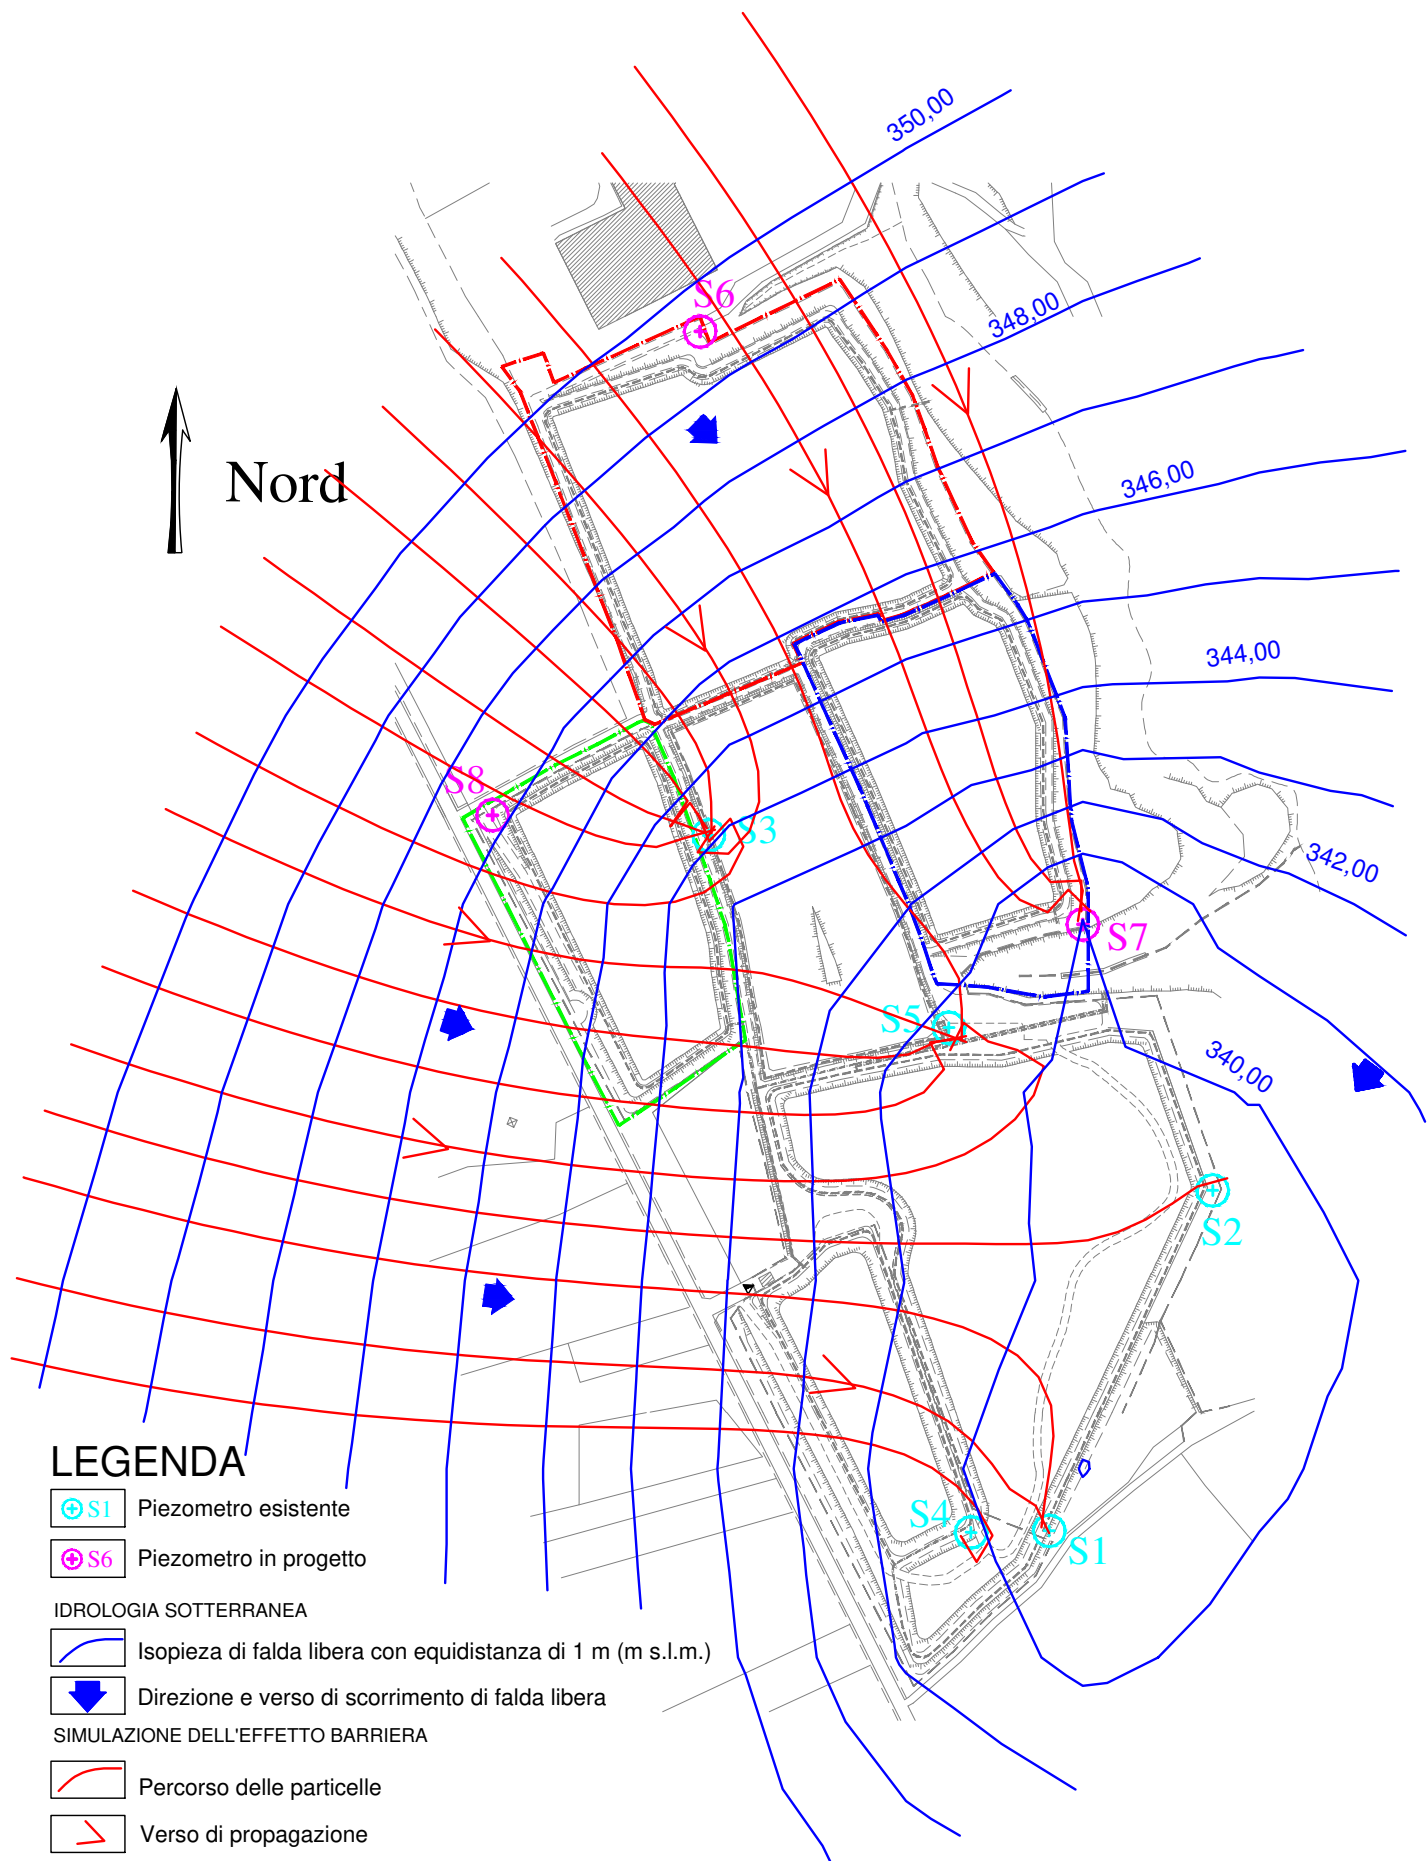 350,00
S6
348,00
Nord
346,00
344,00
S8
S3
342,00
S7
S5
340,00
S2
S4
S1
LEGENDA
S1 Piezometro esistente
S6 Piezometro in progetto
IDROLOGIA SOTTERRANEA
Isopieza di falda libera con equidistanza di 1 m (m s.l.m.)
Direzione e verso di scorrimento di falda libera
SIMULAZIONE DELL'EFFETTO BARRIERA
Percorso delle particelle
Verso di propagazione